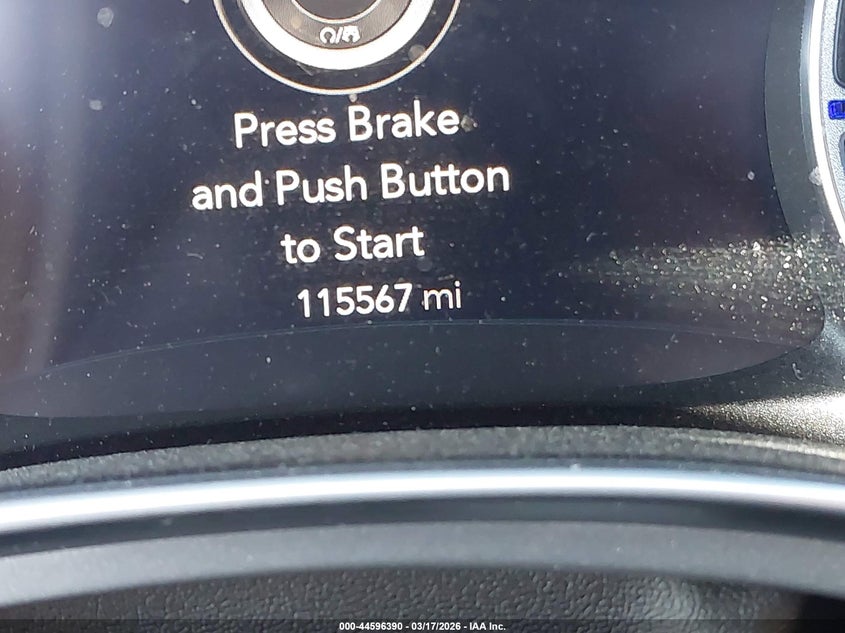 Press Brake
and Push Button
to Start
115567 mi
000-44596390 - 03/17/2026 - IAA Inc.